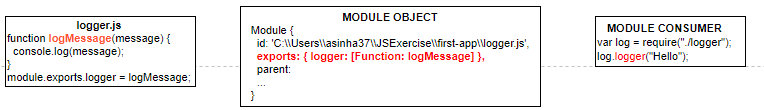 logger.js
function logMessage(message) {
console.log(message);
}
module.exports.logger = logMessage;
MODULE OBJECT
Module {
id: 'C:\\Users\\asinha37\\JSExercise\\first-app\\logger.js',
exports: { logger: [Function: logMessage] },
parent:
...
}
MODULE CONSUMER
var log = require("./logger");
log.logger("Hello");